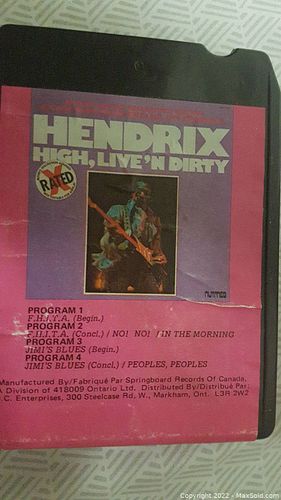 HENDRIX
HIGH, LIVE 'N DIRTY
X
RATED
NUTMEG
PROGRAM 1
F.H.I.T.A. (Begin.)
PROGRAM 2
F.H.I.T.A. (Concl.) / NO! NO! / IN THE MORNING
PROGRAM 3
JIMI'S BLUES (Begin.)
PROGRAM 4
JIMI'S BLUES (Concl.) / PEOPLES, PEOPLES
Manufactured By/Fabriqué Par Springboard Records Of Canada,
A Division of 418009 Ontario Ltd. Distributed By/Distribué Par:
.C. Enterprises, 300 Steelcase Rd, W., Markham, Ont. L3R 2W2
Copyright © 2022 - MaxSold.com